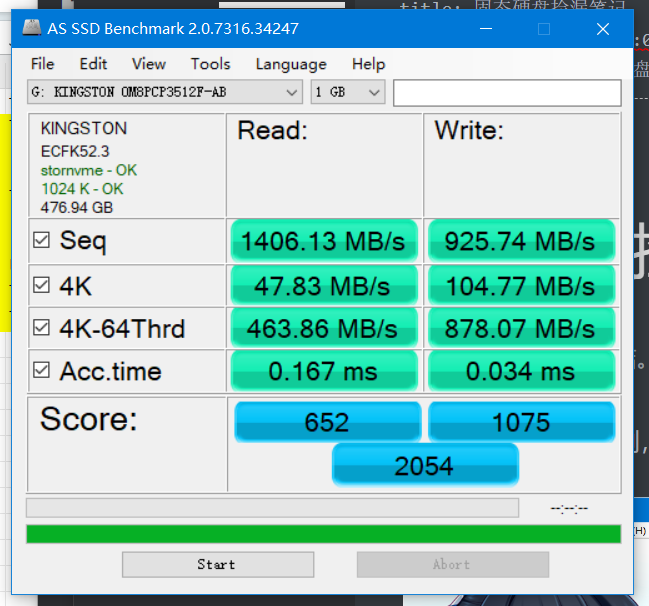 title: 固态硬盘捡漏笔记
AS SSD Benchmark 2.0.7316.34247
File Edit View Tools Language Help
G: KINGSTON OM8PCP3512F-AB 1 GB
KINGSTON
ECFK52.3
stornvme - OK
1024 K - OK
476.94 GB
Read: Write:
Seq 1406.13 MB/s 925.74 MB/s
4K 47.83 MB/s 104.77 MB/s
4K-64Thrd 463.86 MB/s 878.07 MB/s
Acc.time 0.167 ms 0.034 ms
Score: 652 1075
2054
--:--:--
(H)
Start Abort